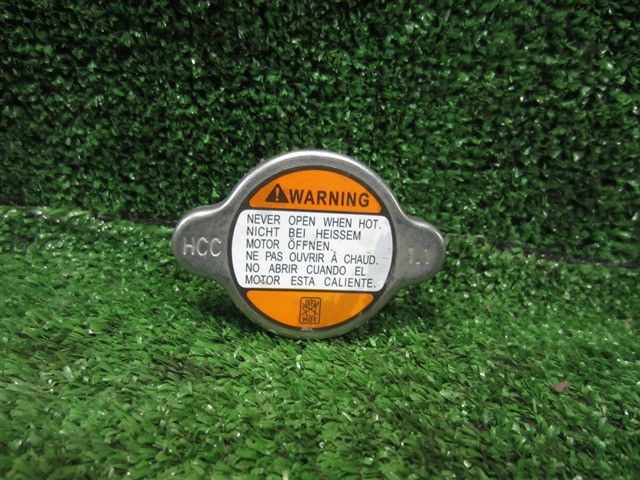 WARNING
NEVER OPEN WHEN HOT.
NICHT BEI HEISSEM
MOTOR ÖFFNEN.
NE PAS OUVRIR À CHAUD.
NO ABRIR CUANDO EL
MOTOR ESTA CALIENTE.
HCC
1.1
HOT